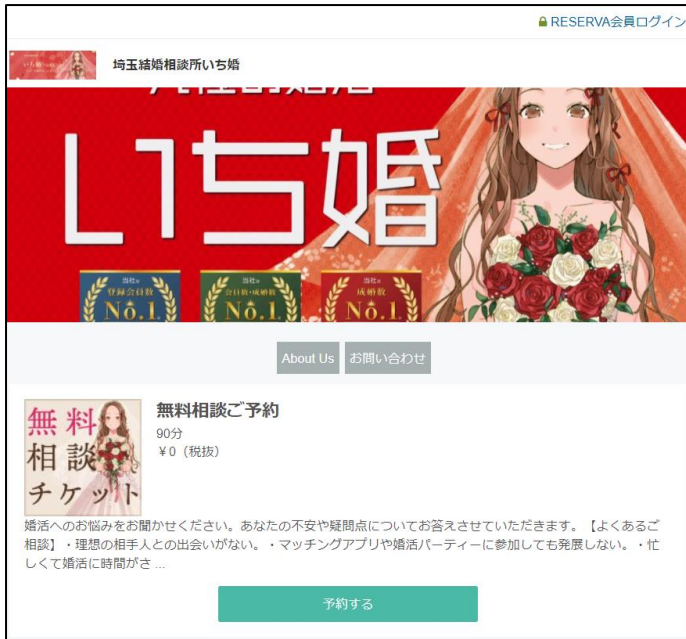 RESERVA会員ログイン
埼玉結婚相談所いち婚
いち婚
当社は
登録会員数
No.1
当社は
会員数・成婚数
No.1
当社は
成婚数
No.1
About Us
お問い合わせ
無料
相談
チケット
無料相談ご予約
90分
￥0（税抜）
婚活へのお悩みをお聞かせください。あなたの不安や疑問点についてお答えさせていただきます。【よくあるご
相談】・理想の相手人との出会いがない。・マッチングアプリや婚活パーティーに参加しても発展しない。・忙
しくて婚活に時間がさ ...
予約する